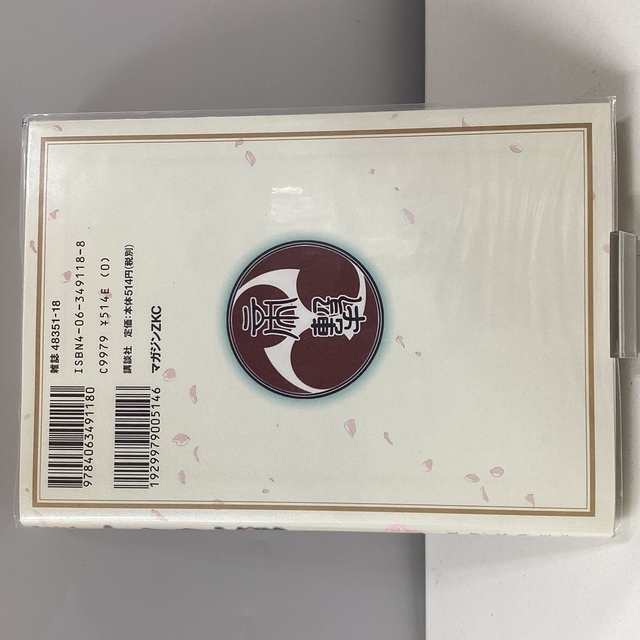 雑誌 48351-18
ISBN4-06-349118-8
C9979 ¥514E (0)
講談社 定価:本体514円(税別)
マガジンZKC
9784063491180
1929979005146